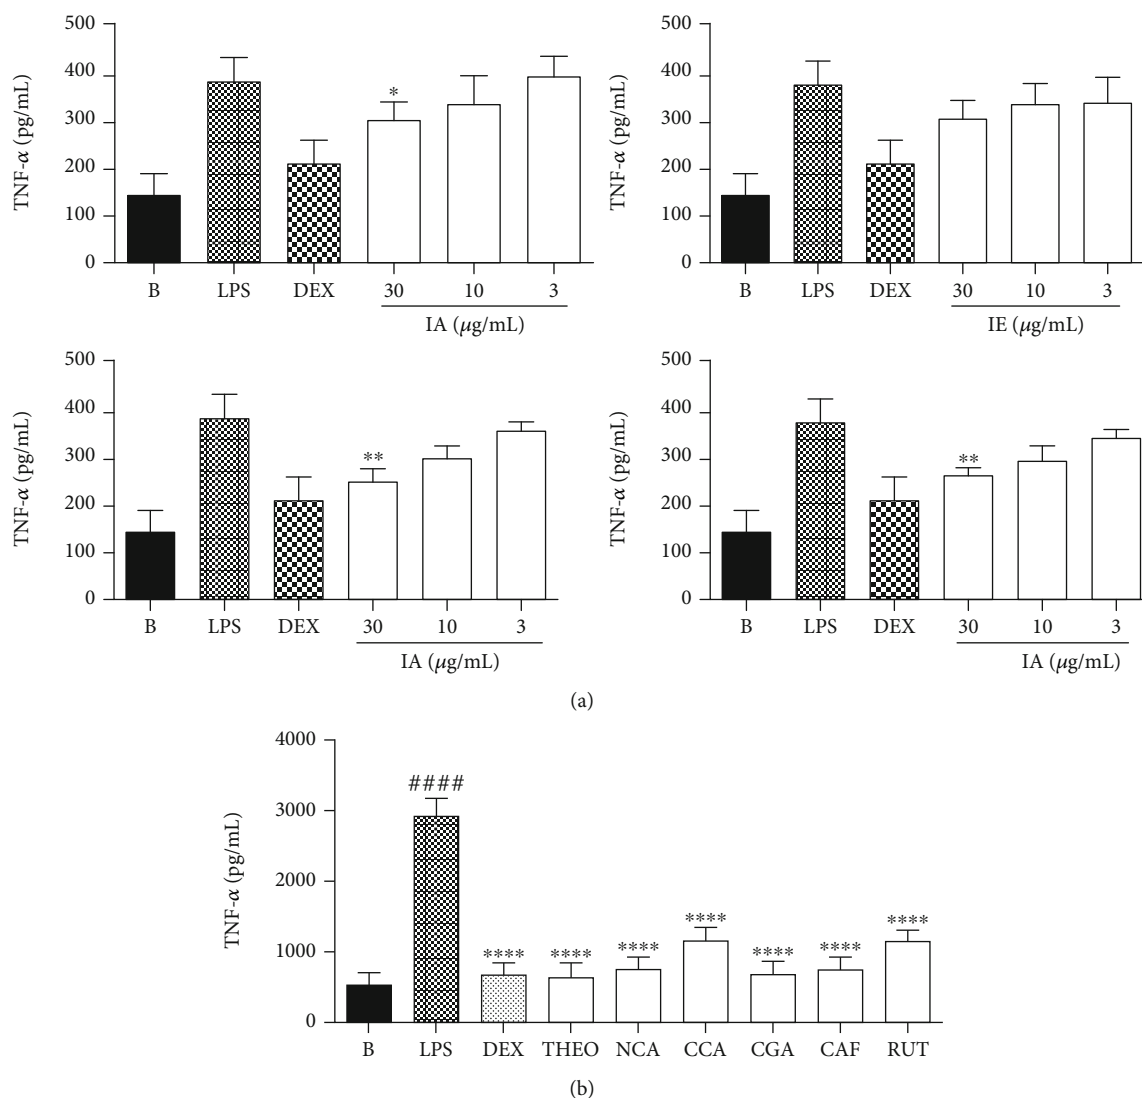 500
400
300
200
100
0
TNF-α (pg/mL)
*
B LPS DEX 30 10 3
IA (μg/mL)
500
400
300
200
100
0
TNF-α (pg/mL)
B LPS DEX 30 10 3
IE (μg/mL)
500
400
300
200
100
0
TNF-α (pg/mL)
**
B LPS DEX 30 10 3
IA (μg/mL)
500
400
300
200
100
0
TNF-α (pg/mL)
**
B LPS DEX 30 10 3
IA (μg/mL)
(a)
4000
3000
2000
1000
0
TNF-α (pg/mL)
####
**** **** **** **** **** **** ****
B LPS DEX THEO NCA CCA CGA CAF RUT
(b)